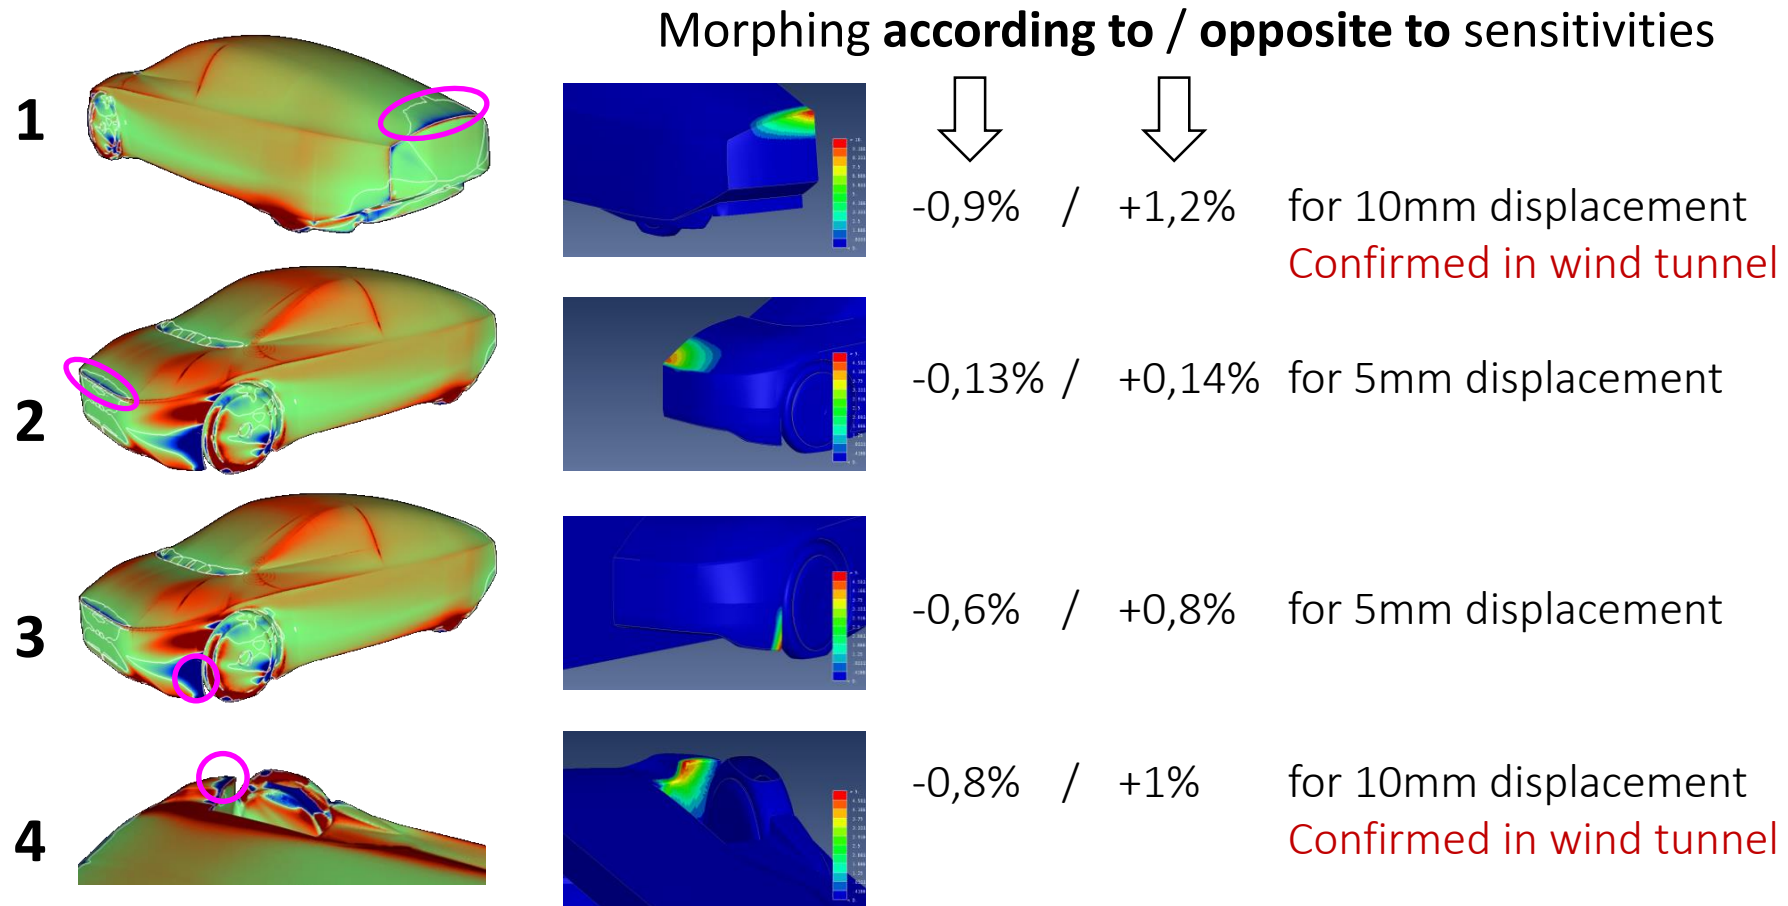 Morphing according to / opposite to sensitivities
1
-0,9% / +1,2% for 10mm displacement
Confirmed in wind tunnel
2
-0,13% / +0,14% for 5mm displacement
3
-0,6% / +0,8% for 5mm displacement
4
-0,8% / +1% for 10mm displacement
Confirmed in wind tunnel